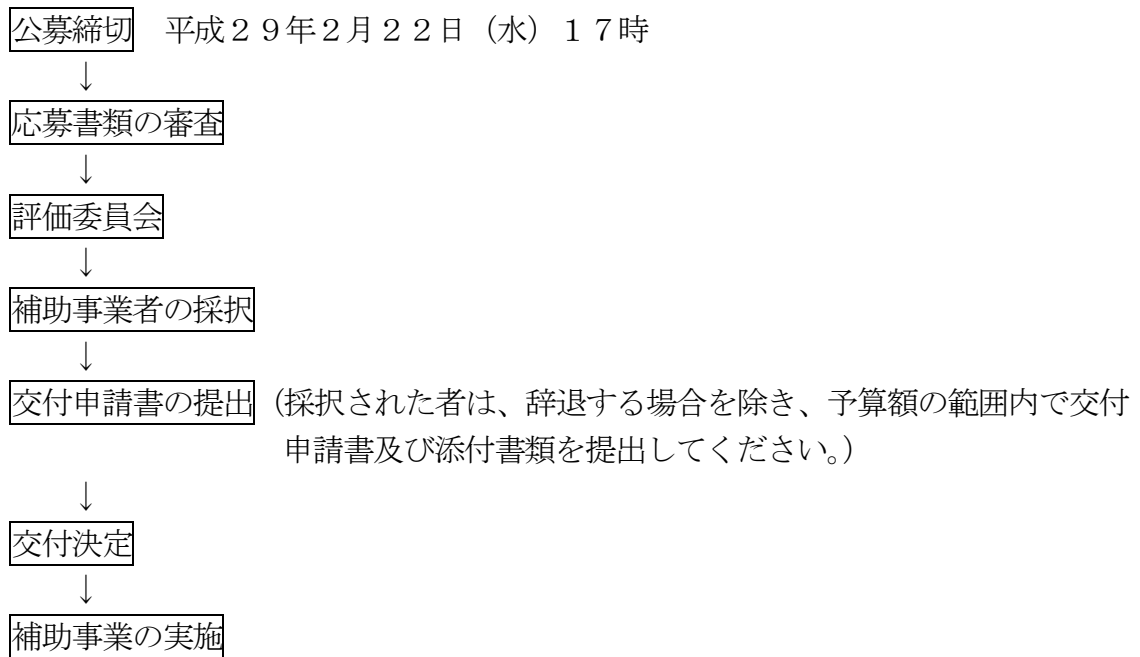 公募締切　平成２９年２月２２日（水）１７時
↓
応募書類の審査
↓
評価委員会
↓
補助事業者の採択
↓
交付申請書の提出（採択された者は、辞退する場合を除き、予算額の範囲内で交付
申請書及び添付書類を提出してください。）
↓
交付決定
↓
補助事業の実施